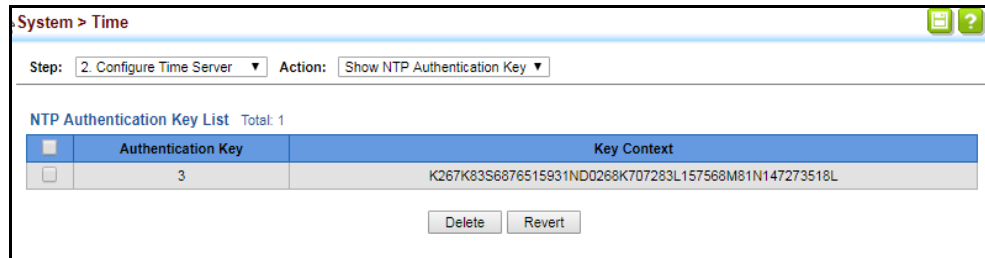 System > Time
Step: 2. Configure Time Server Action: Show NTP Authentication Key
NTP Authentication Key List Total: 1
Authentication Key Key Context
3 K267K83S6876515931ND0268K707283L157568M81N147273518L
Delete Revert